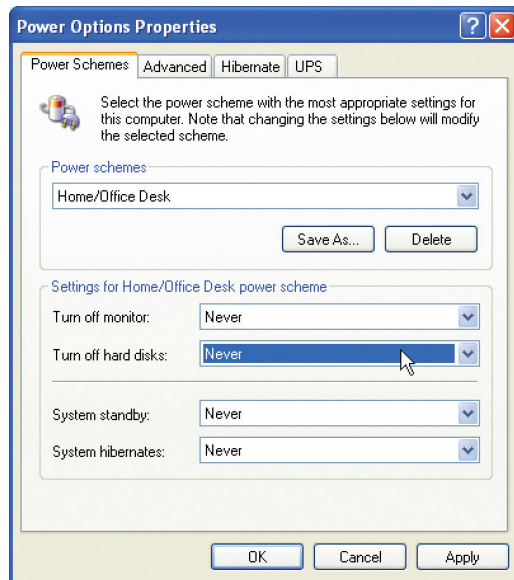 Power Options Properties
Power Schemes Advanced Hibernate UPS
Select the power scheme with the most appropriate settings for
this computer. Note that changing the settings below will modify
the selected scheme.
Power schemes
Home/Office Desk
Save As... Delete
Settings for Home/Office Desk power scheme
Turn off monitor: Never
Turn off hard disks: Never
System standby: Never
System hibernates: Never
OK Cancel Apply